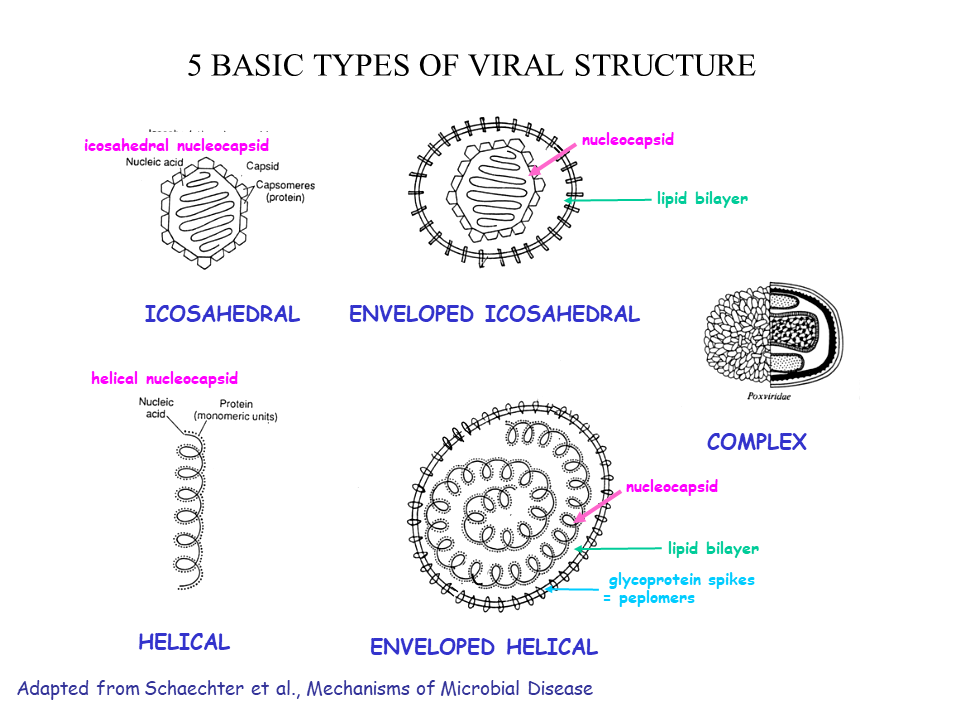 5 BASIC TYPES OF VIRAL STRUCTURE
icosahedral nucleocapsid
Nucleic acid
Capsid
Capsomeres
(protein)
nucleocapsid
lipid bilayer
ICOSAHEDRAL
ENVELOPED ICOSAHEDRAL
Poxviridae
COMPLEX
helical nucleocapsid
Nucleic
acid
Protein
(monomeric units)
nucleocapsid
lipid bilayer
glycoprotein spikes
= peplomers
HELICAL
ENVELOPED HELICAL
Adapted from Schaechter et al., Mechanisms of Microbial Disease